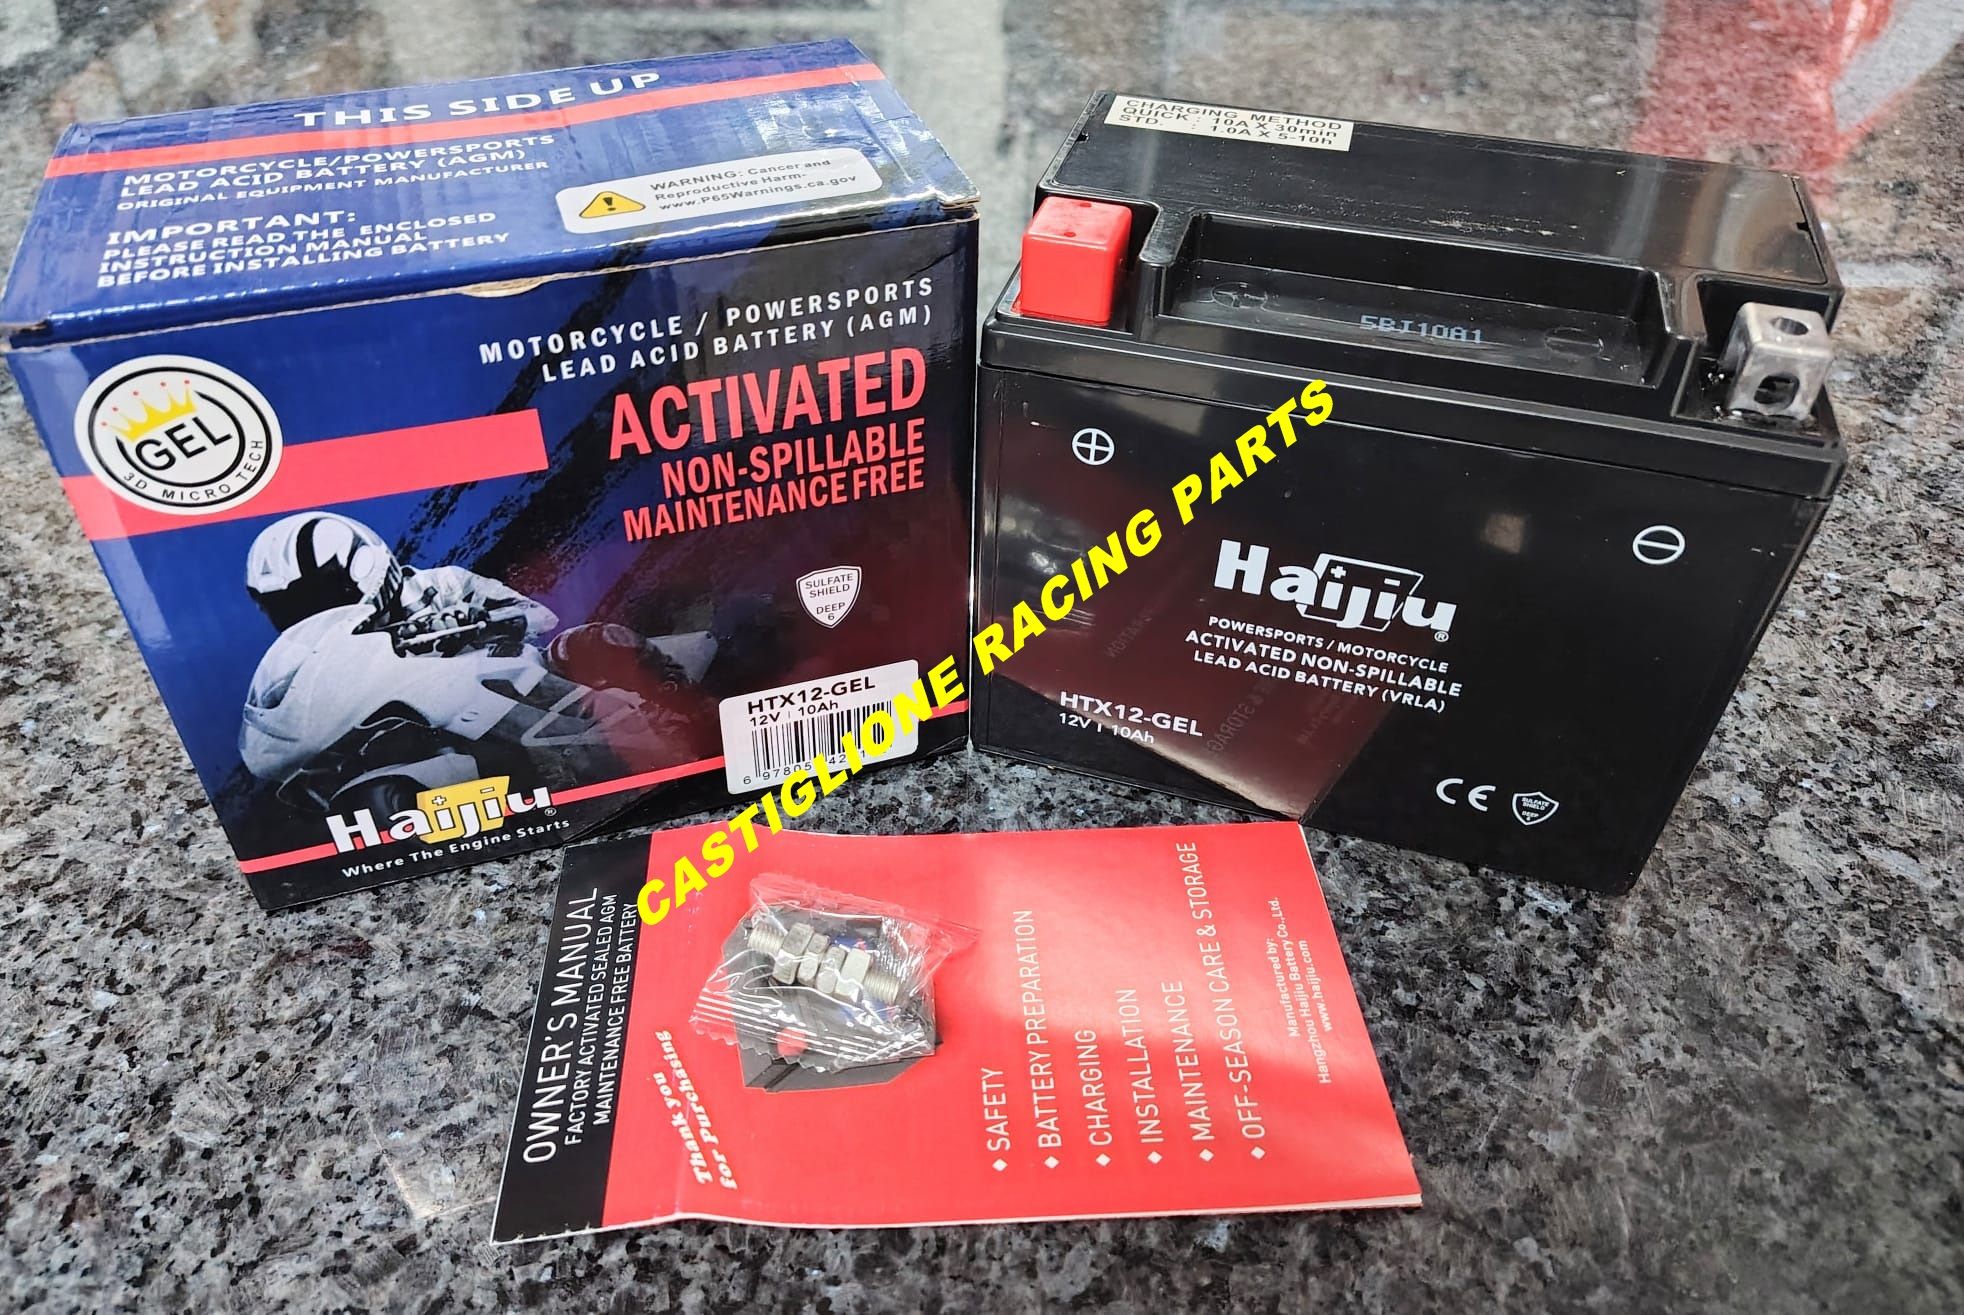 THIS SIDE UP
MOTORCYCLE/POWERSPORTS
LEAD ACID BATTERY (AGM)
ORIGINAL EQUIPMENT MANUFACTURER
IMPORTANT:
PLEASE READ THE ENCLOSED
INSTRUCTION MANUAL
BEFORE INSTALLING BATTERY
WARNING: Cancer and
Reproductive Harm-
www.P65Warnings.ca.gov
MOTORCYCLE / POWERSPORTS
LEAD ACID BATTERY (AGM)
ACTIVATED
NON-SPILLABLE
MAINTENANCE FREE
GEL
3D MICRO TECH
SULFATE
SHIELD
DEEP
6
HTX12-GEL
12V | 10Ah
Haijiu®
Where The Engine Starts
CHARGING METHOD
QUICK : 10A X 30min
STD. : 1.0A X 5-10h
5BJ10A1
Haijiu®
POWERSPORTS / MOTORCYCLE
ACTIVATED NON-SPILLABLE
LEAD ACID BATTERY (VRLA)
HTX12-GEL
12V | 10Ah
CE
SULFATE
SHIELD
DEEP
CASTIGLIONE RACING PARTS
OWNER'S MANUAL
FACTORY ACTIVATED SEALED AGM
MAINTENANCE FREE BATTERY
Thank you
for Purchasing
◆ SAFETY
◆ BATTERY PREPARATION
◆ CHARGING
◆ INSTALLATION
◆ MAINTENANCE
◆ OFF-SEASON CARE & STORAGE
Manufactured by:
Hangzhou Haijiu Battery Co.,Ltd.
www.haijiu.com